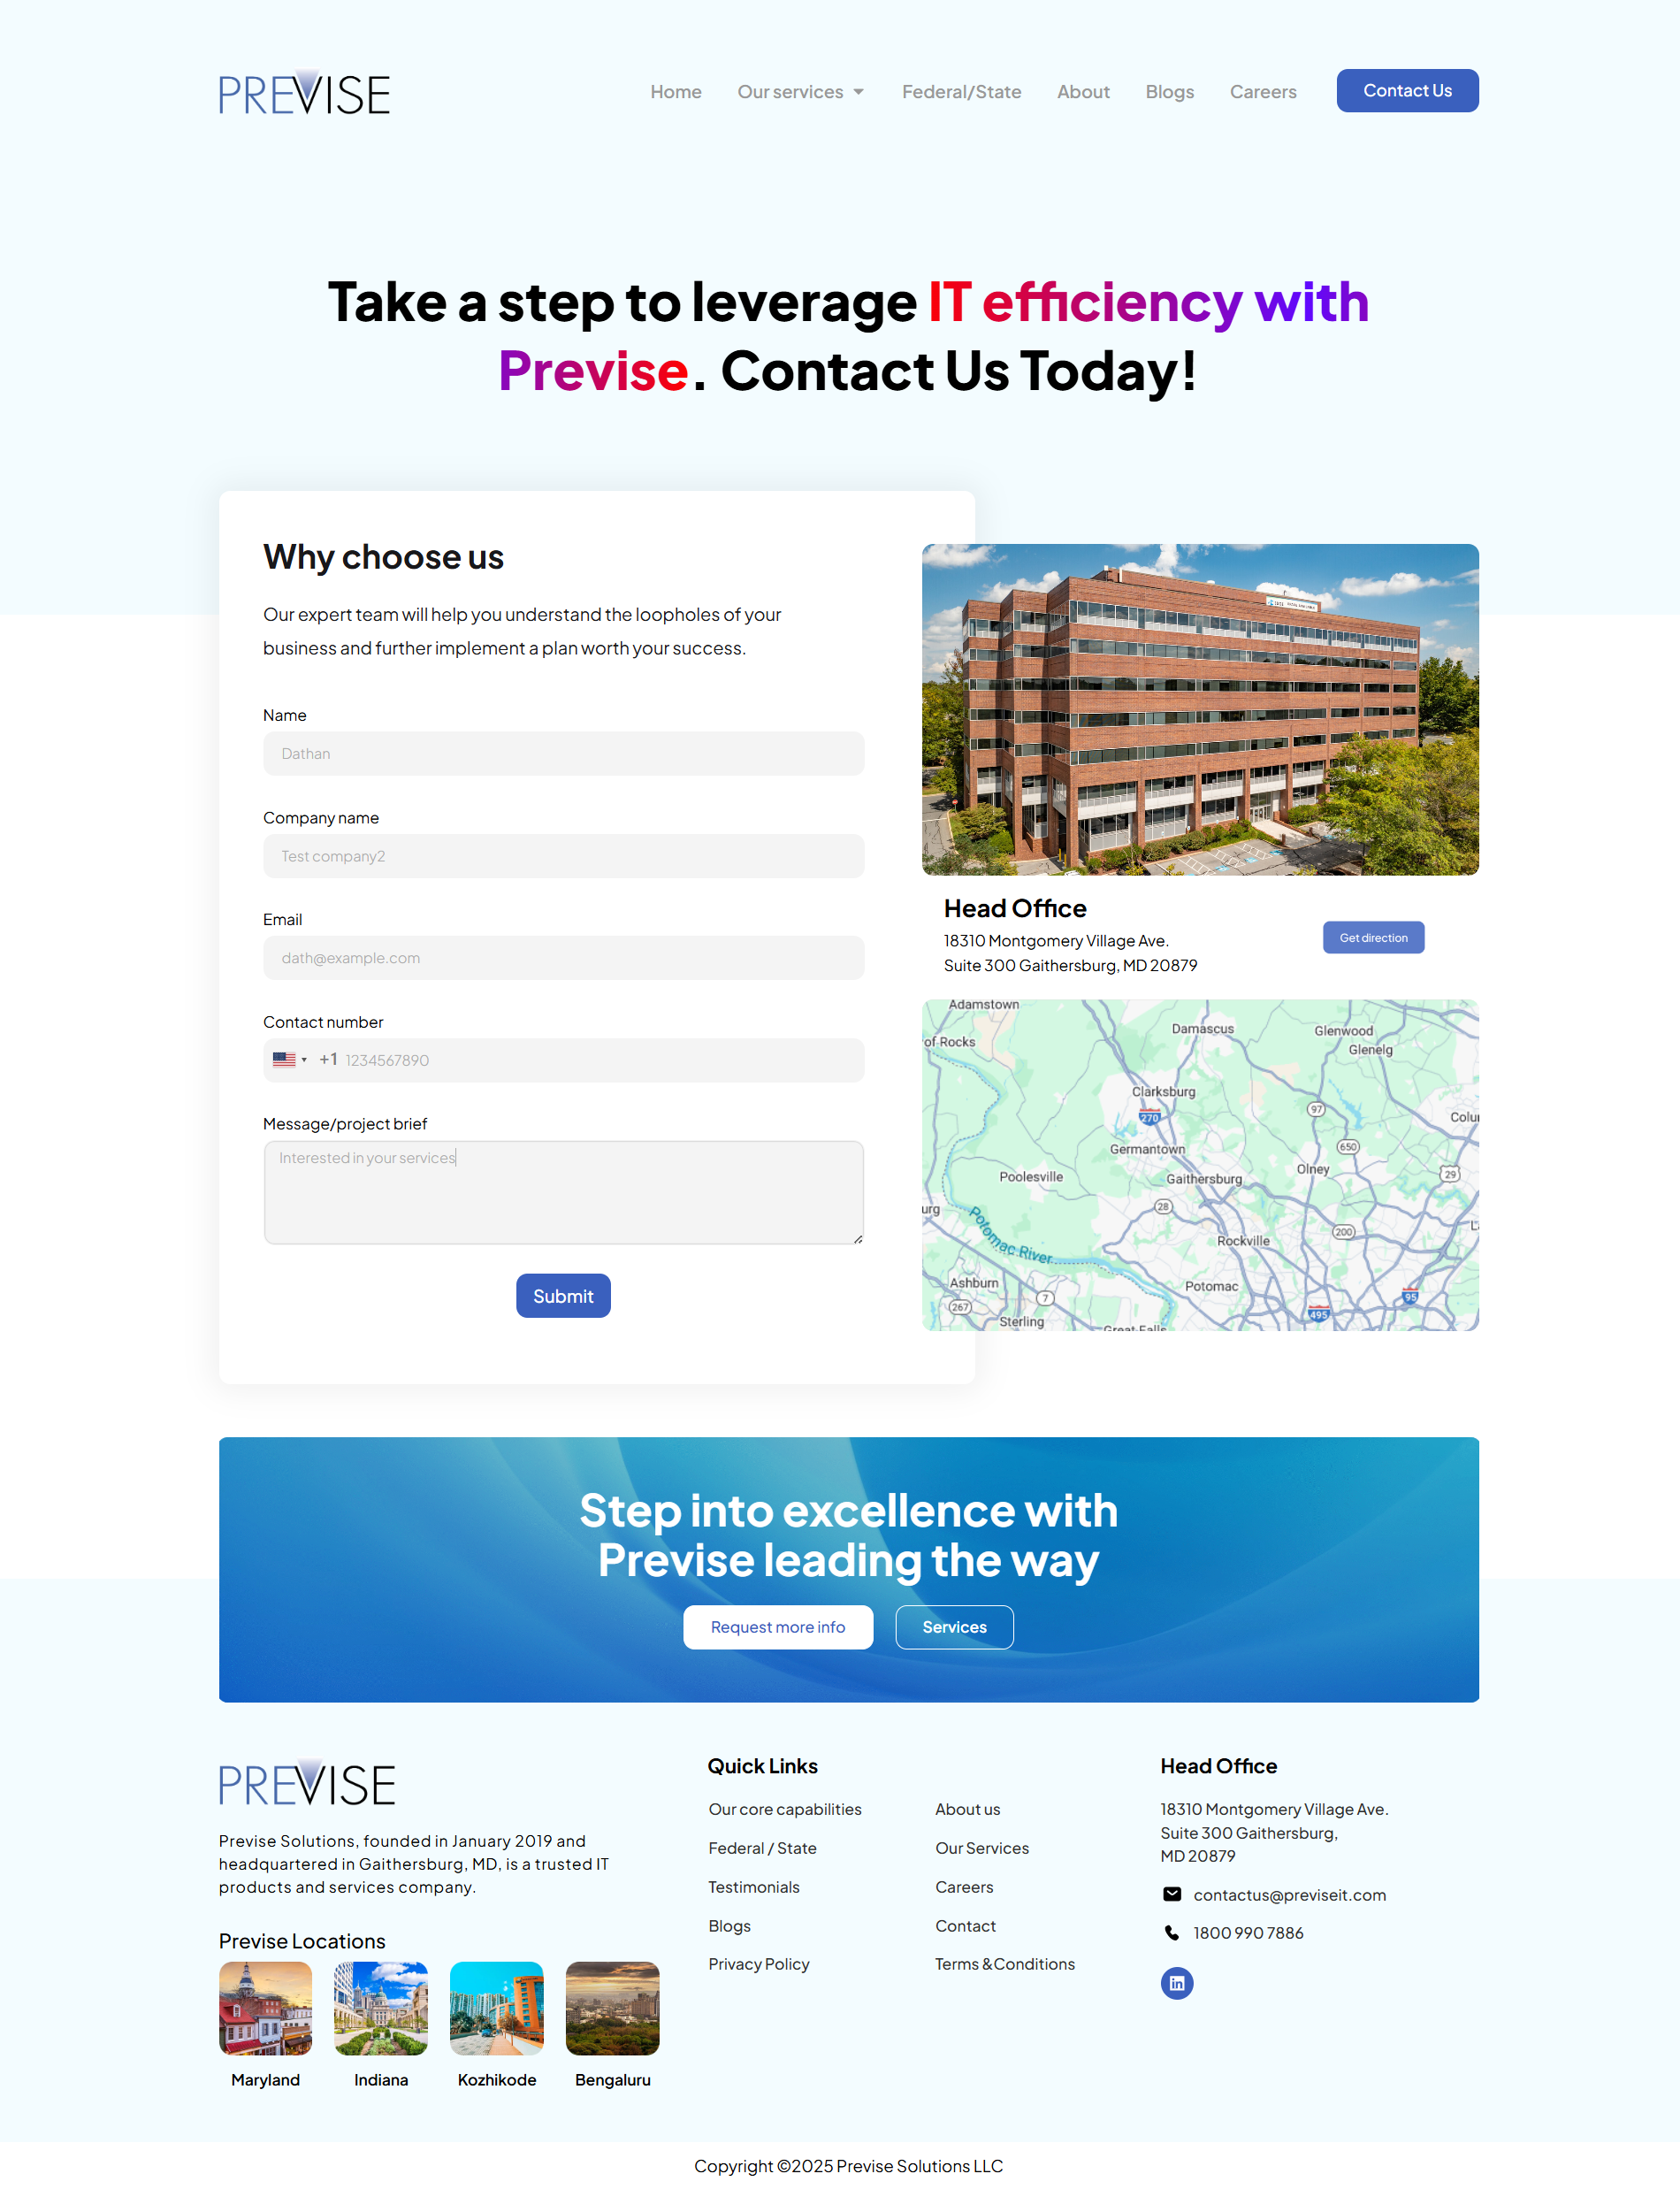 PREVISE
Home
Our services
Federal/State
About
Blogs
Careers
Contact Us
Take a step to leverage IT efficiency with
Previse. Contact Us Today!
Why choose us
Our expert team will help you understand the loopholes of your
business and further implement a plan worth your success.
Name
Dathan
Company name
Test company2
Email
dath@example.com
Contact number
+1 1234567890
Message/project brief
Interested in your services
Submit
Head Office
18310 Montgomery Village Ave.
Suite 300 Gaithersburg, MD 20879
Get direction
Adamstown
Damascus
Glenwood
of Rocks
Glenelg
Clarksburg
97
270
Colu
Germantown
650
Olney
29
Poolesville
Gaithersburg
28
urg
Potomac River
200
Rockville
Ashburn
Potomac
7
95
267
495
Sterling
Great Falls
Step into excellence with
Previse leading the way
Request more info
Services
PREVISE
Previse Solutions, founded in January 2019 and
headquartered in Gaithersburg, MD, is a trusted IT
products and services company.
Previse Locations
Maryland
Indiana
Kozhikode
Bengaluru
Quick Links
Our core capabilities
Federal / State
Testimonials
Blogs
Privacy Policy
About us
Our Services
Careers
Contact
Terms &Conditions
Head Office
18310 Montgomery Village Ave.
Suite 300 Gaithersburg,
MD 20879
contactus@previseit.com
1800 990 7886
in
Copyright ©2025 Previse Solutions LLC